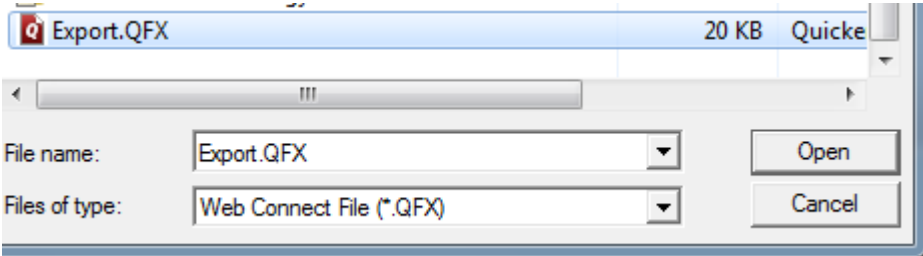 Export.QFX 20 KB Quicke
File name: Export.QFX Open
Files of type: Web Connect File (*.QFX) Cancel